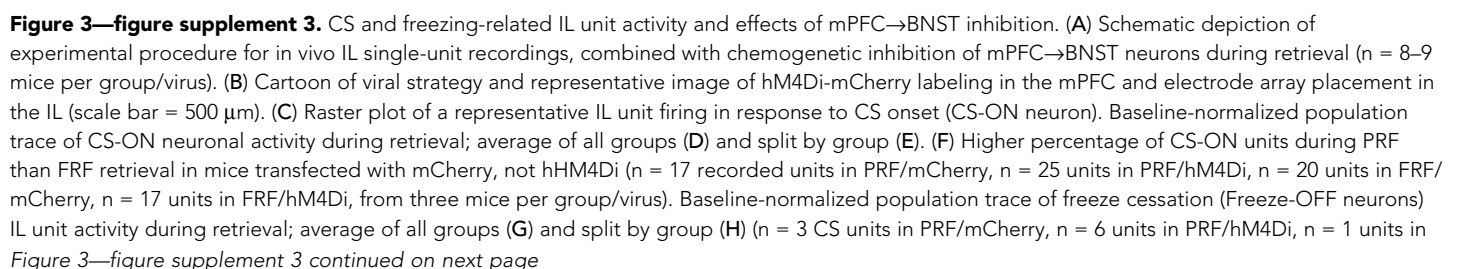 Figure 3—figure supplement 3. CS and freezing-related IL unit activity and effects of mPFC→BNST inhibition. (A) Schematic depiction of
experimental procedure for in vivo IL single-unit recordings, combined with chemogenetic inhibition of mPFC→BNST neurons during retrieval (n = 8–9
mice per group/virus). (B) Cartoon of viral strategy and representative image of hM4Di-mCherry labeling in the mPFC and electrode array placement in
the IL (scale bar = 500 μm). (C) Raster plot of a representative IL unit firing in response to CS onset (CS-ON neuron). Baseline-normalized population
trace of CS-ON neuronal activity during retrieval; average of all groups (D) and split by group (E). (F) Higher percentage of CS-ON units during PRF
than FRF retrieval in mice transfected with mCherry, not hHM4Di (n = 17 recorded units in PRF/mCherry, n = 25 units in PRF/hM4Di, n = 20 units in FRF/
mCherry, n = 17 units in FRF/hM4Di, from three mice per group/virus). Baseline-normalized population trace of freeze cessation (Freeze-OFF neurons)
IL unit activity during retrieval; average of all groups (G) and split by group (H) (n = 3 CS units in PRF/mCherry, n = 6 units in PRF/hM4Di, n = 1 units in
Figure 3—figure supplement 3 continued on next page